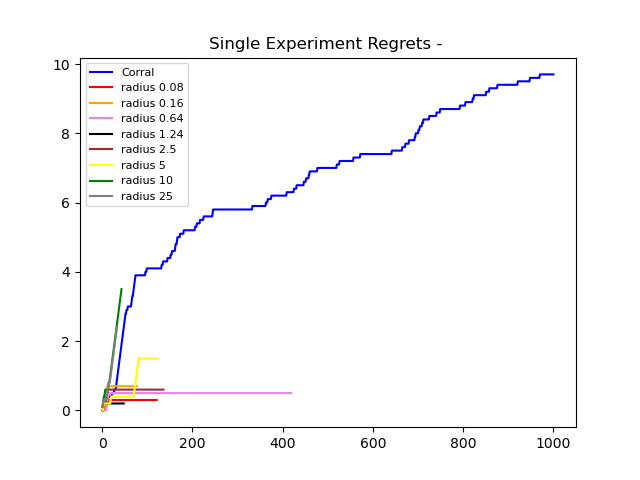 Single Experiment Regrets -
10
8
6
4
2
0
Corral
radius 0.08
radius 0.16
radius 0.64
radius 1.24
radius 2.5
radius 5
radius 10
radius 25
0 200 400 600 800 1000